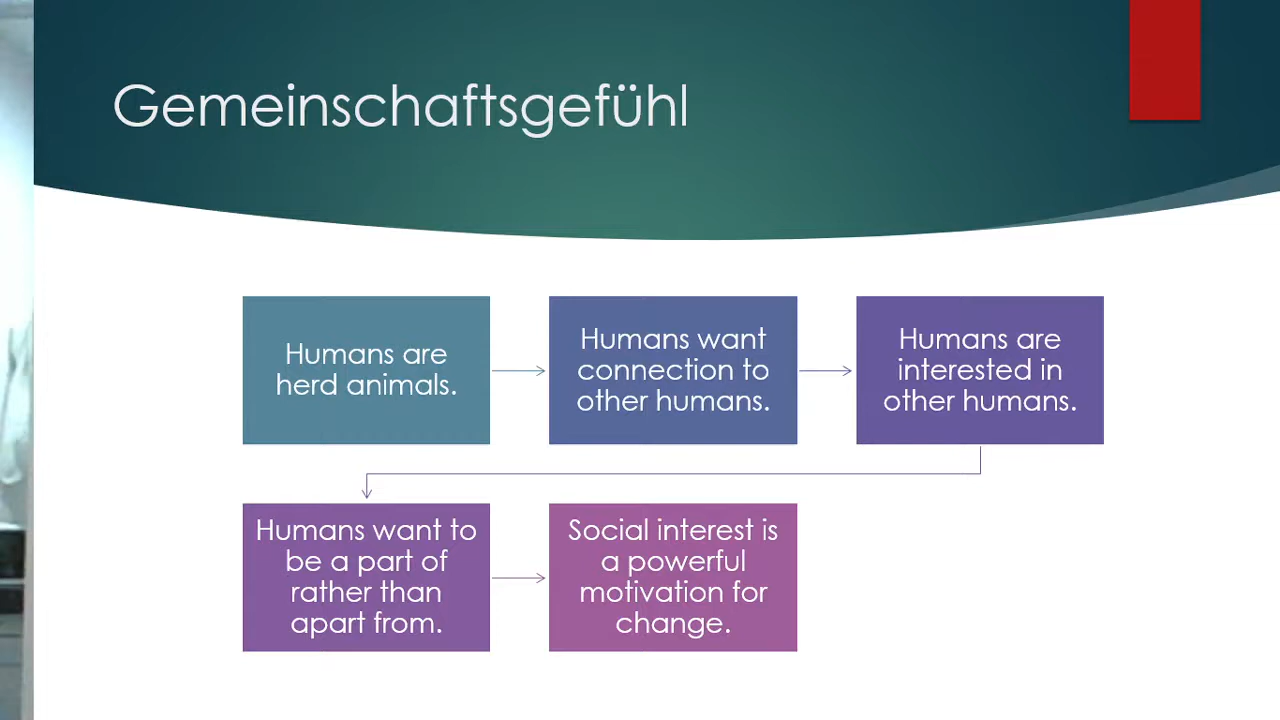 Gemeinschaftsgefühl
Humans are
herd animals.
Humans want
connection to
other humans.
Humans are
interested in
other humans.
Humans want to
be a part of
rather than
apart from.
Social interest is
a powerful
motivation for
change.